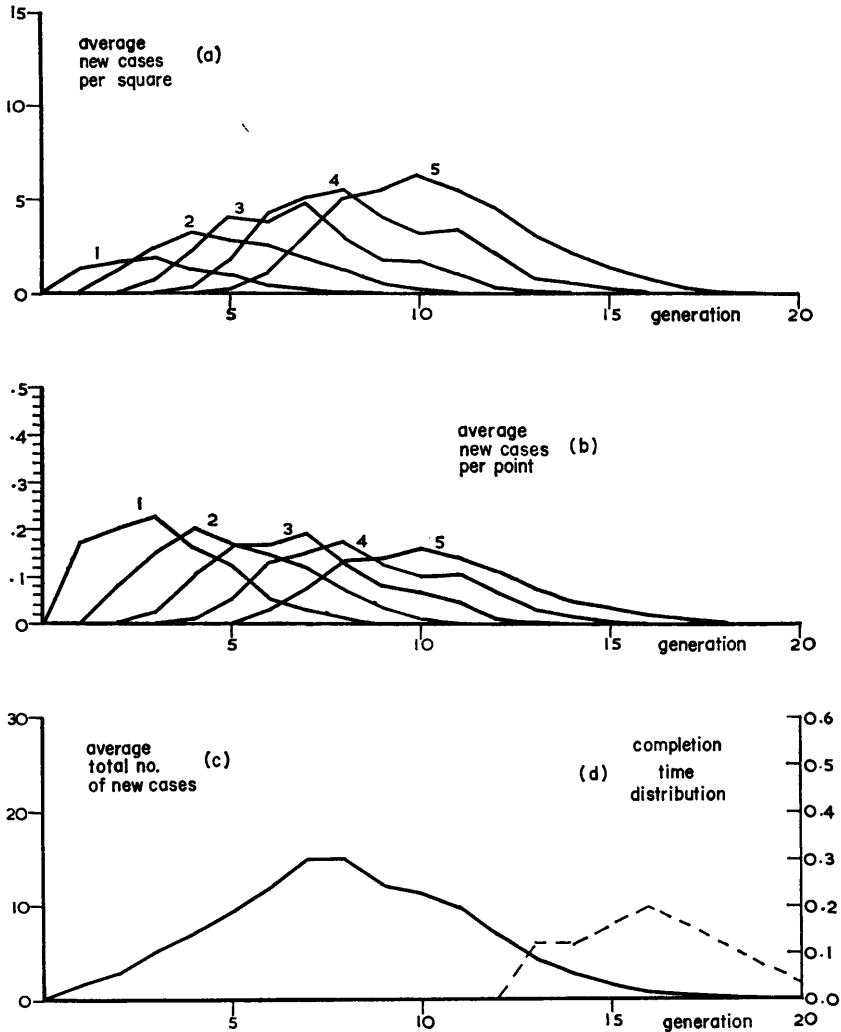 15
average (a)
new cases
per square
10
5
1 2 3 4 5
0
5 10 15 generation 20
.5
.4
.3
.2
.1
0
average
new cases (b)
per point
1 2 3 4 5
5 10 15 generation 20
30
20
10
0
average (c)
total no.
of new cases
completion
(d) time
distribution
0.6
0.5
0.4
0.3
0.2
0.1
0.0
5 10 15 generation 20